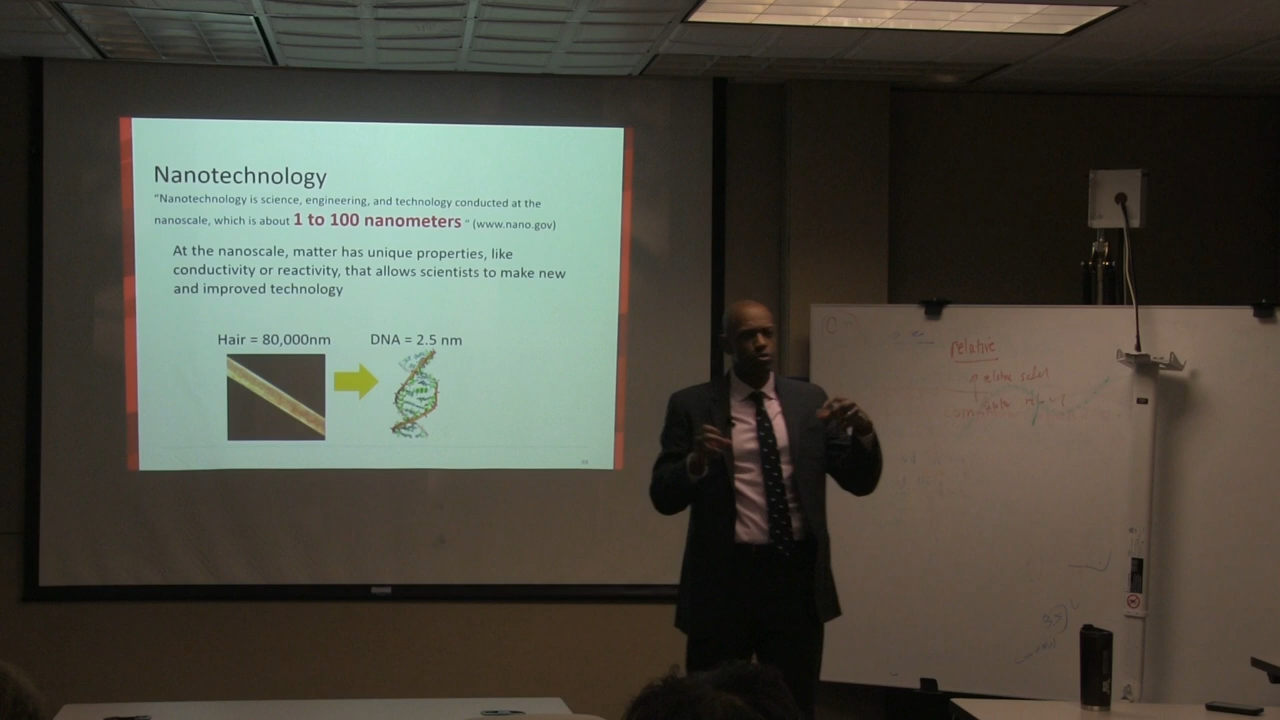 Nanotechnology
"Nanotechnology is science, engineering, and technology conducted at the
nanoscale, which is about 1 to 100 nanometers " (www.nano.gov)
At the nanoscale, matter has unique properties, like
conductivity or reactivity, that allows scientists to make new
and improved technology
Hair = 80,000nm
DNA = 2.5 nm
relative